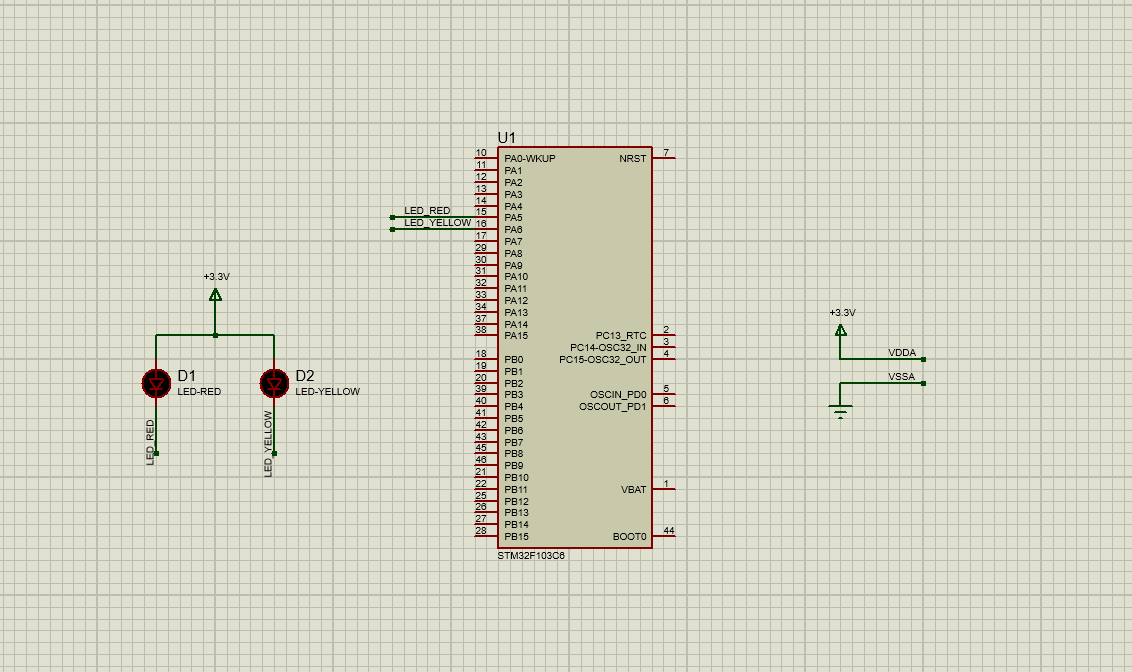 U1
10 PA0-WKUP NRST 7
11 PA1
12 PA2
13 PA3
14 PA4
LED_RED 15 PA5
LED_YELLOW 16 PA6
17 PA7
29 PA8
30 PA9
31 PA10
32 PA11
33 PA12
34 PA13
37 PA14
38 PA15 PC13_RTC 2
PC14-OSC32_IN 3
18 PB0 PC15-OSC32_OUT 4
19 PB1
20 PB2
39 PB3 OSCIN_PD0 5
40 PB4 OSCOUT_PD1 6
41 PB5
42 PB6
43 PB7
45 PB8
46 PB9
21 PB10
22 PB11 VBAT 1
25 PB12
26 PB13
27 PB14
28 PB15 BOOT0 44
STM32F103C6
+3.3V
D1
LED-RED
D2
LED-YELLOW
LED_RED
LED_YELLOW
+3.3V
VDDA
VSSA